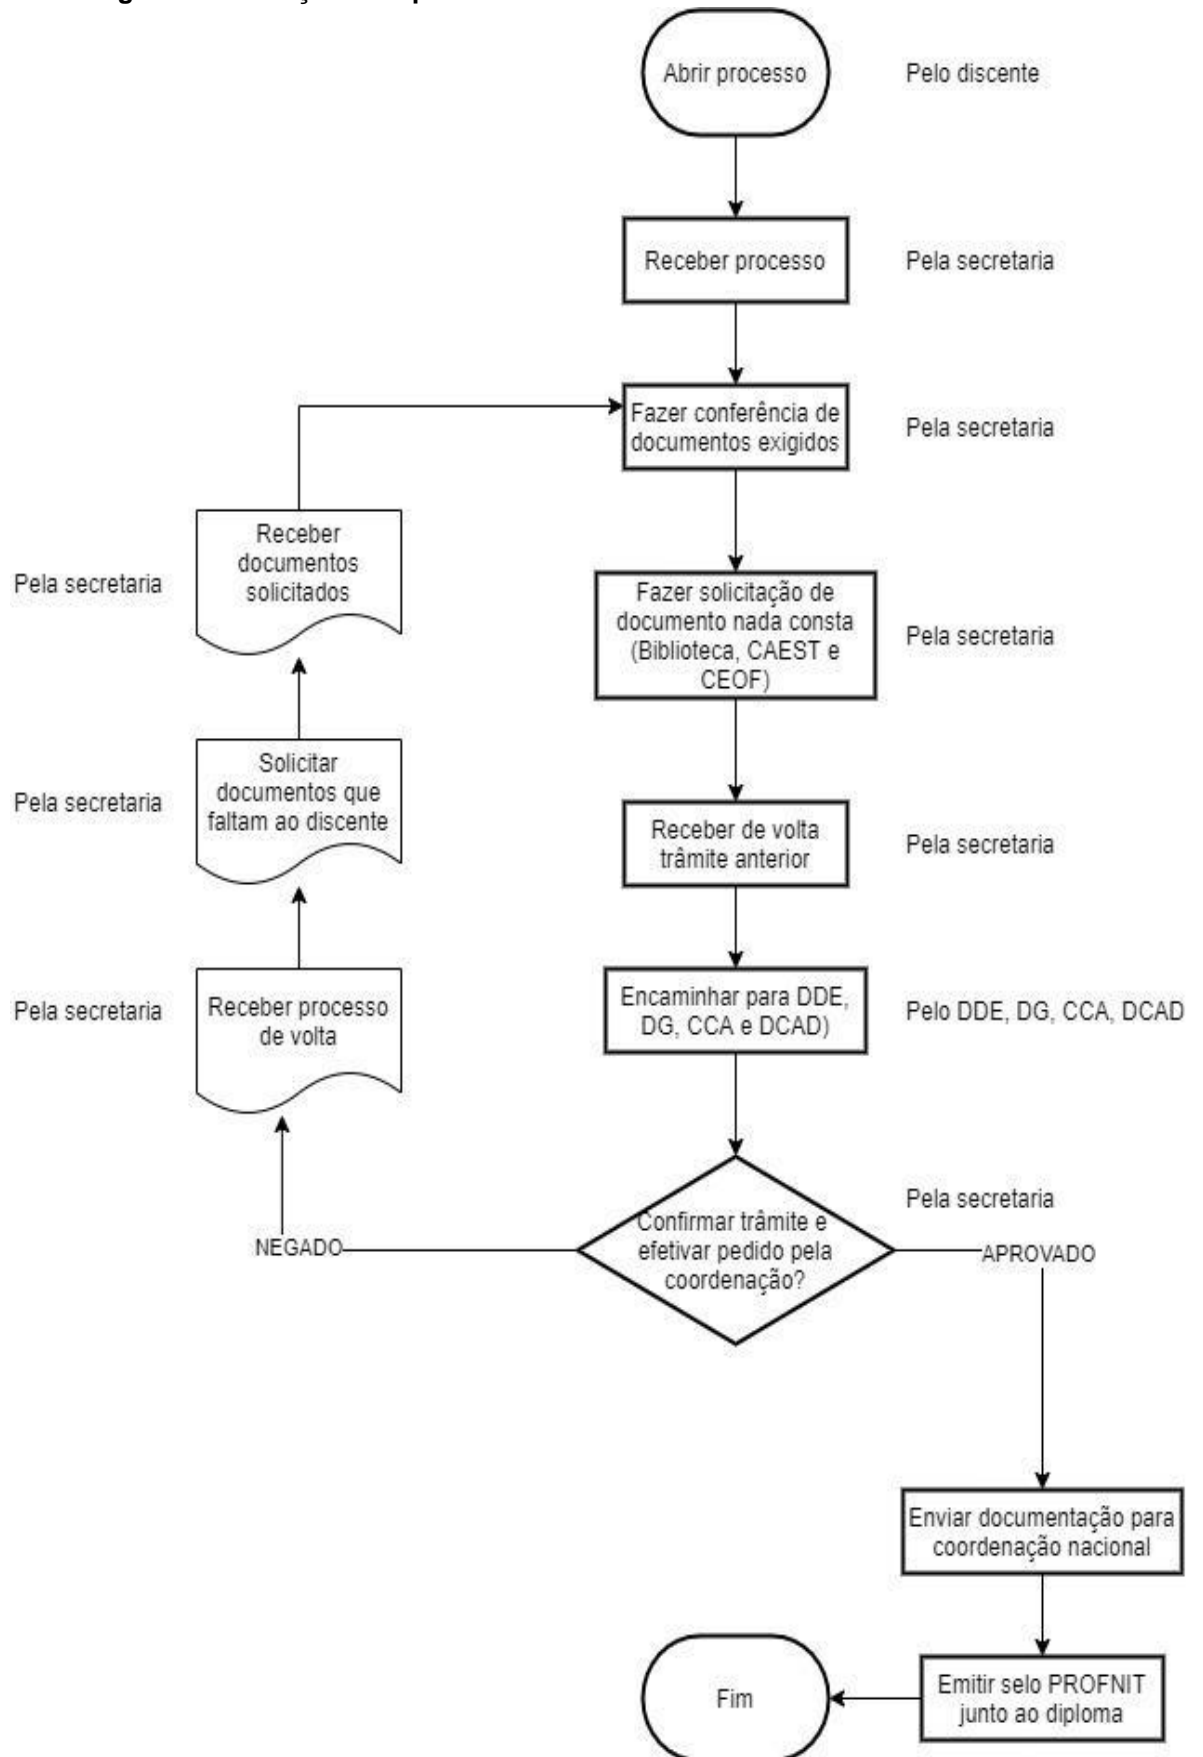 Abrir processo
Pelo discente
Receber processo
Pela secretaria
Fazer conferência de
documentos exigidos
Pela secretaria
Receber
documentos
solicitados
Pela secretaria
Fazer solicitação de
documento nada consta
(Biblioteca, CAEST e
CEOF)
Pela secretaria
Solicitar
documentos que
faltam ao discente
Pela secretaria
Receber de volta
trâmite anterior
Pela secretaria
Receber processo
de volta
Pela secretaria
Encaminhar para DDE,
DG, CCA e DCAD)
Pelo DDE, DG, CCA, DCAD
Confirmar trâmite e
efetivar pedido pela
coordenação?
Pela secretaria
NEGADO
APROVADO
Enviar documentação para
coordenação nacional
Emitir selo PROFNIT
junto ao diploma
Fim